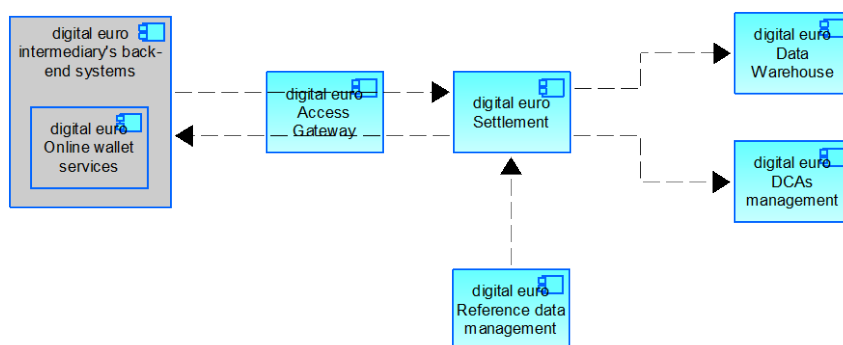 digital euro
intermediary's back-
end systems
digital euro
Online wallet
services
digital euro
Access
Gateway
digital euro
Settlement
digital euro
Data
Warehouse
digital euro
DCAs
management
digital euro
Reference data
management